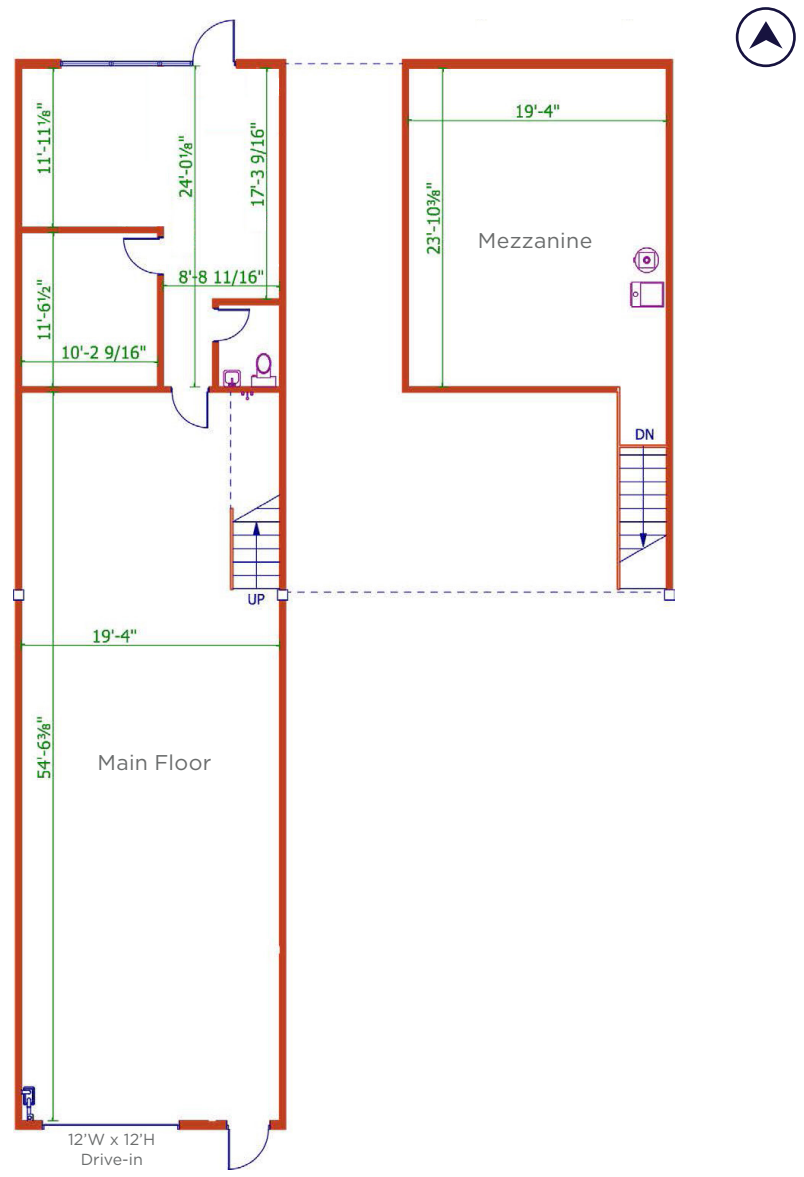 11'-11⅛"
24'-0⅛"
17'-3 9/16"
8'-8 11/16"
11'-6½"
10'-2 9/16"
19'-4"
23'-10⅜"
Mezzanine
DN
UP
19'-4"
54'-6⅜"
Main Floor
12'W x 12'H
Drive-in